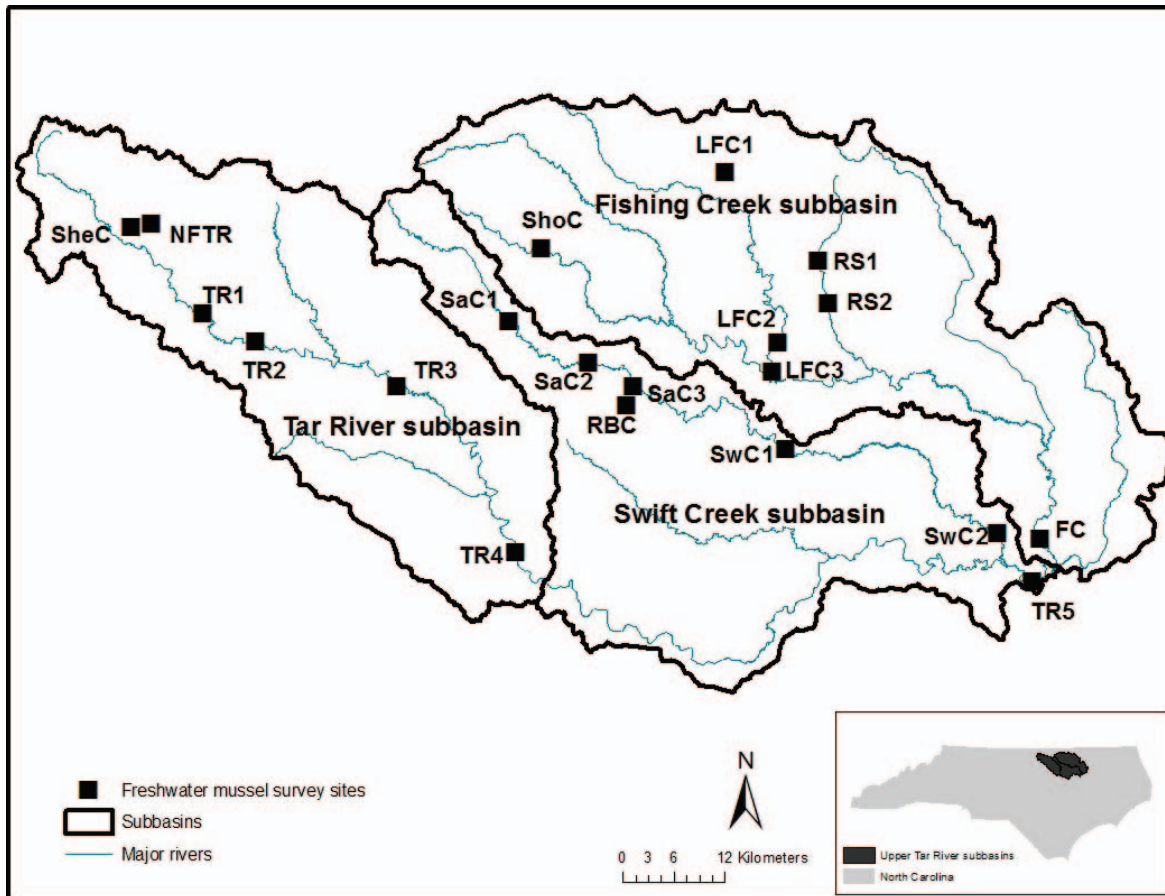 LFC1
Fishing Creek subbasin
ShoC
SheC
NFTR
RS1
TR1
SaC1
RS2
LFC2
TR2
TR3
SaC2
LFC3
SaC3
RBC
Tar River subbasin
SwC1
Swift Creek subbasin
SwC2
FC
TR4
TR5
N
Freshwater mussel survey sites
Subbasins
Major rivers
0 3 6 12 Kilometers
Upper Tar River subbasins
North Carolina